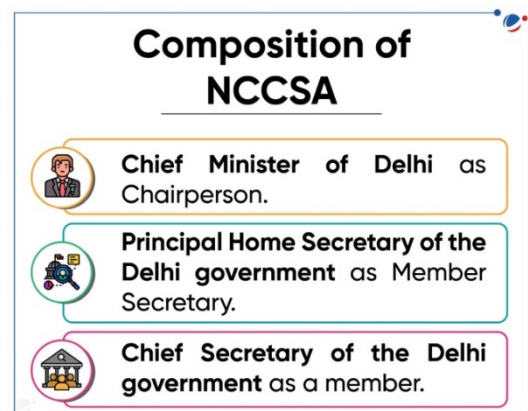 Composition of
NCCSA
Chief Minister of Delhi as
Chairperson.
Principal Home Secretary of the
Delhi government as Member
Secretary.
Chief Secretary of the Delhi
government as a member.